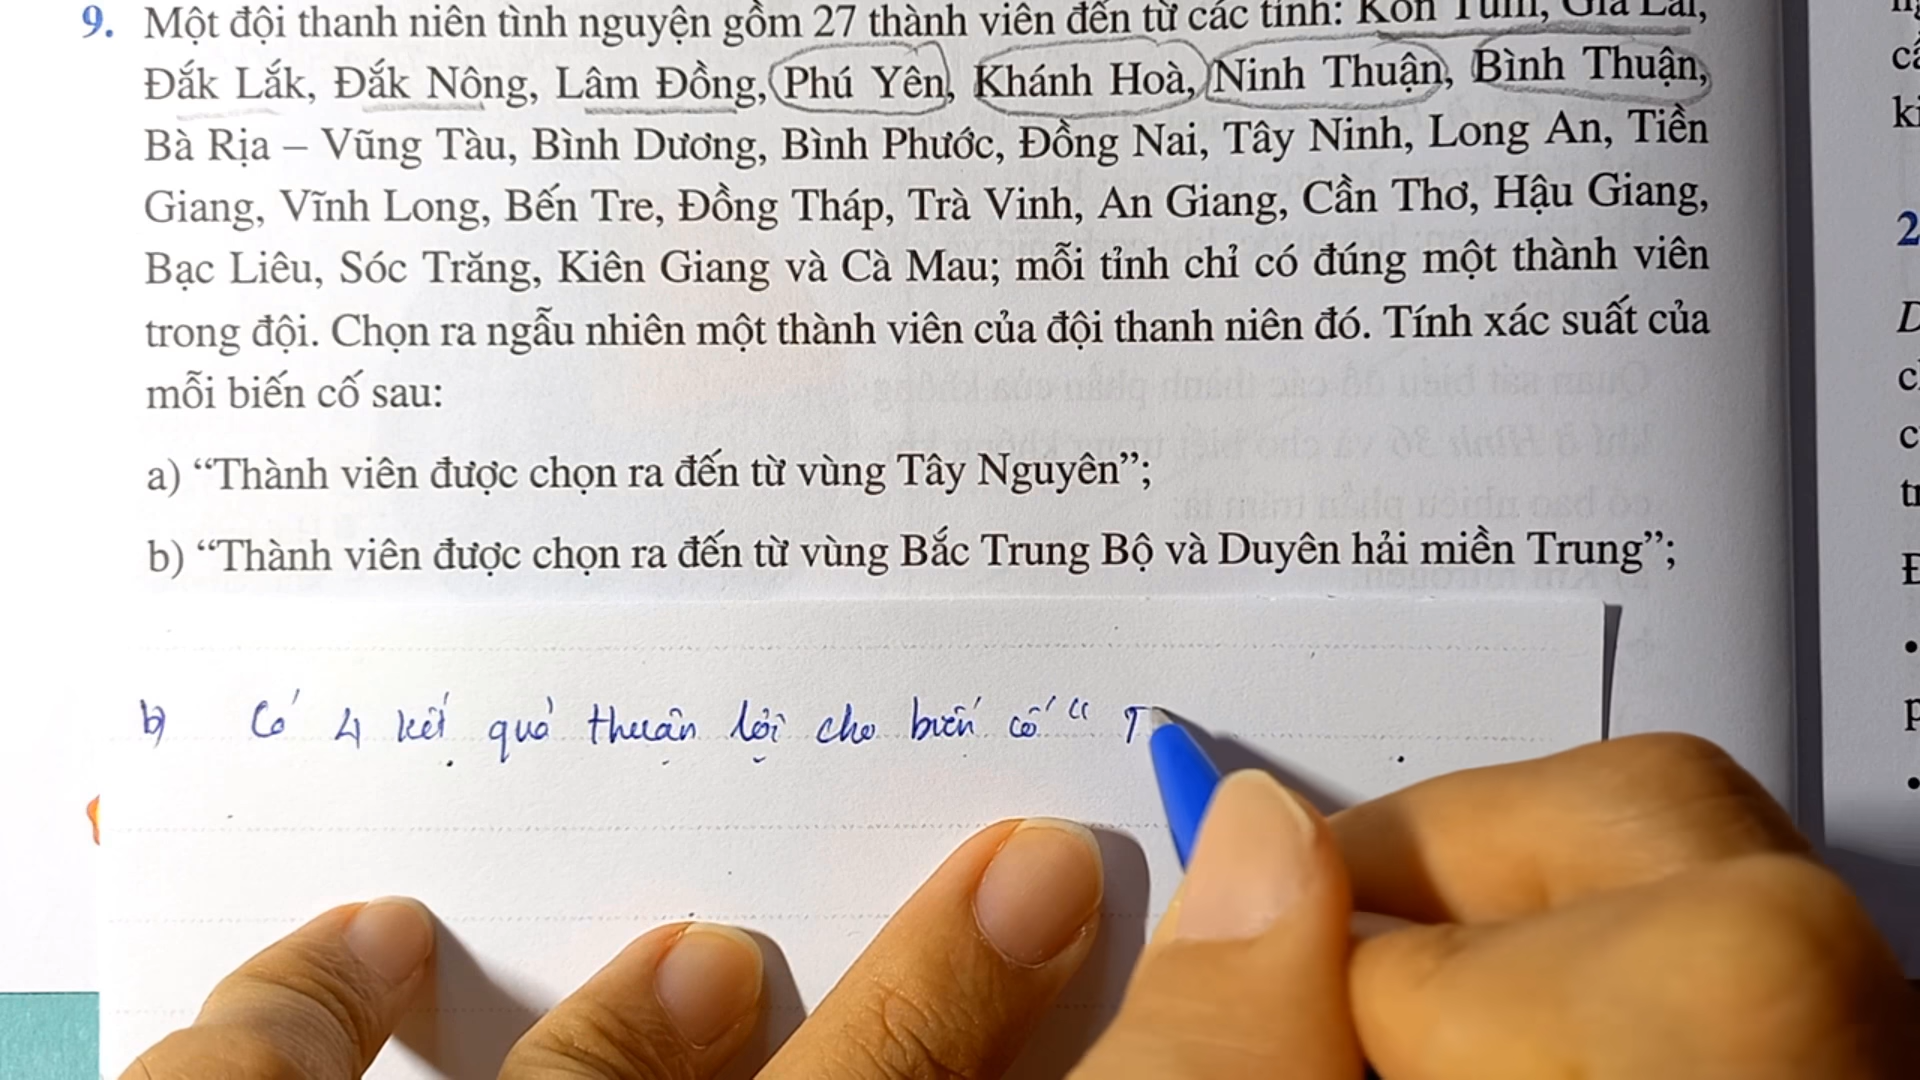 9. Một đội thanh niên tình nguyện gồm 27 thành viên đến từ các tỉnh: Kon Tum, Gia Lai,
Đắk Lắk, Đắk Nông, Lâm Đồng, Phú Yên, Khánh Hoà, Ninh Thuận, Bình Thuận,
Bà Rịa – Vũng Tàu, Bình Dương, Bình Phước, Đồng Nai, Tây Ninh, Long An, Tiền
Giang, Vĩnh Long, Bến Tre, Đồng Tháp, Trà Vinh, An Giang, Cần Thơ, Hậu Giang,
Bạc Liêu, Sóc Trăng, Kiên Giang và Cà Mau; mỗi tỉnh chỉ có đúng một thành viên
trong đội. Chọn ra ngẫu nhiên một thành viên của đội thanh niên đó. Tính xác suất của
mỗi biến cố sau:
a) “Thành viên được chọn ra đến từ vùng Tây Nguyên”;
b) “Thành viên được chọn ra đến từ vùng Bắc Trung Bộ và Duyên hải miền Trung”;
b) Có 4 kết quả thuận lợi cho biến cố “ T
2